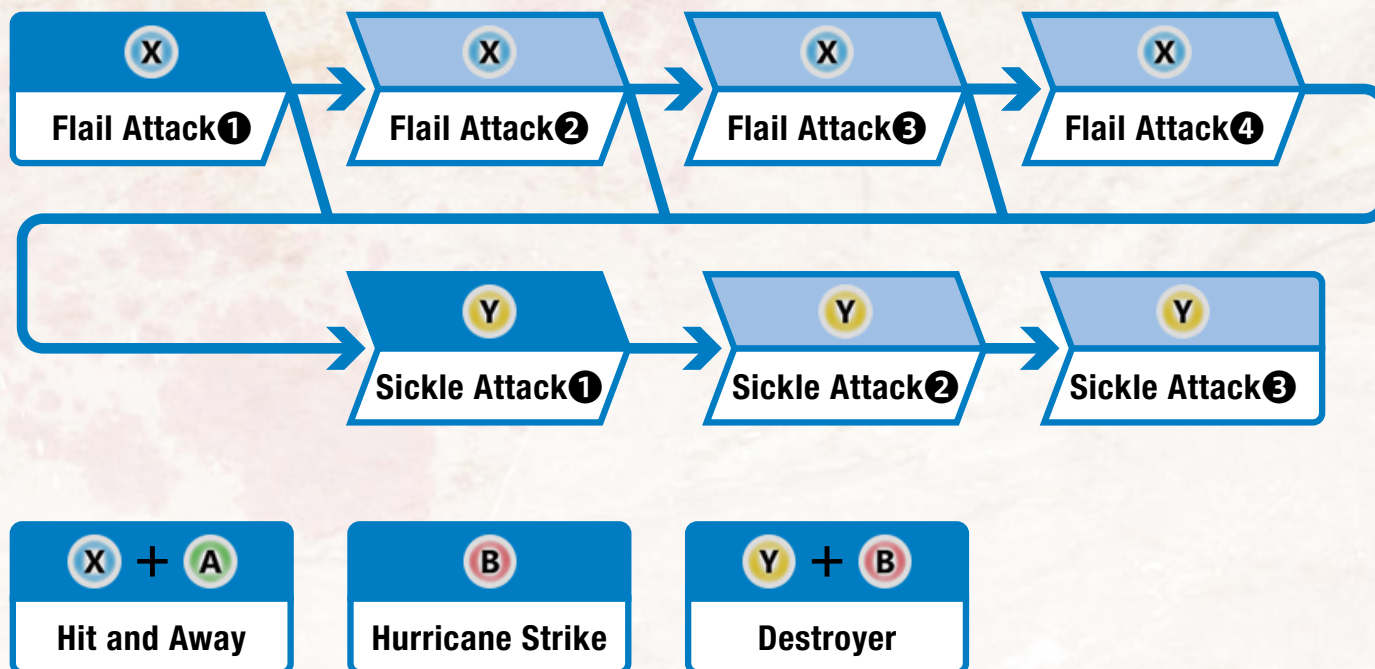 X X X X
Flail Attack❶ Flail Attack❷ Flail Attack❸ Flail Attack❹
Y Y Y
Sickle Attack❶ Sickle Attack❷ Sickle Attack❸
X + A B Y + B
Hit and Away Hurricane Strike Destroyer